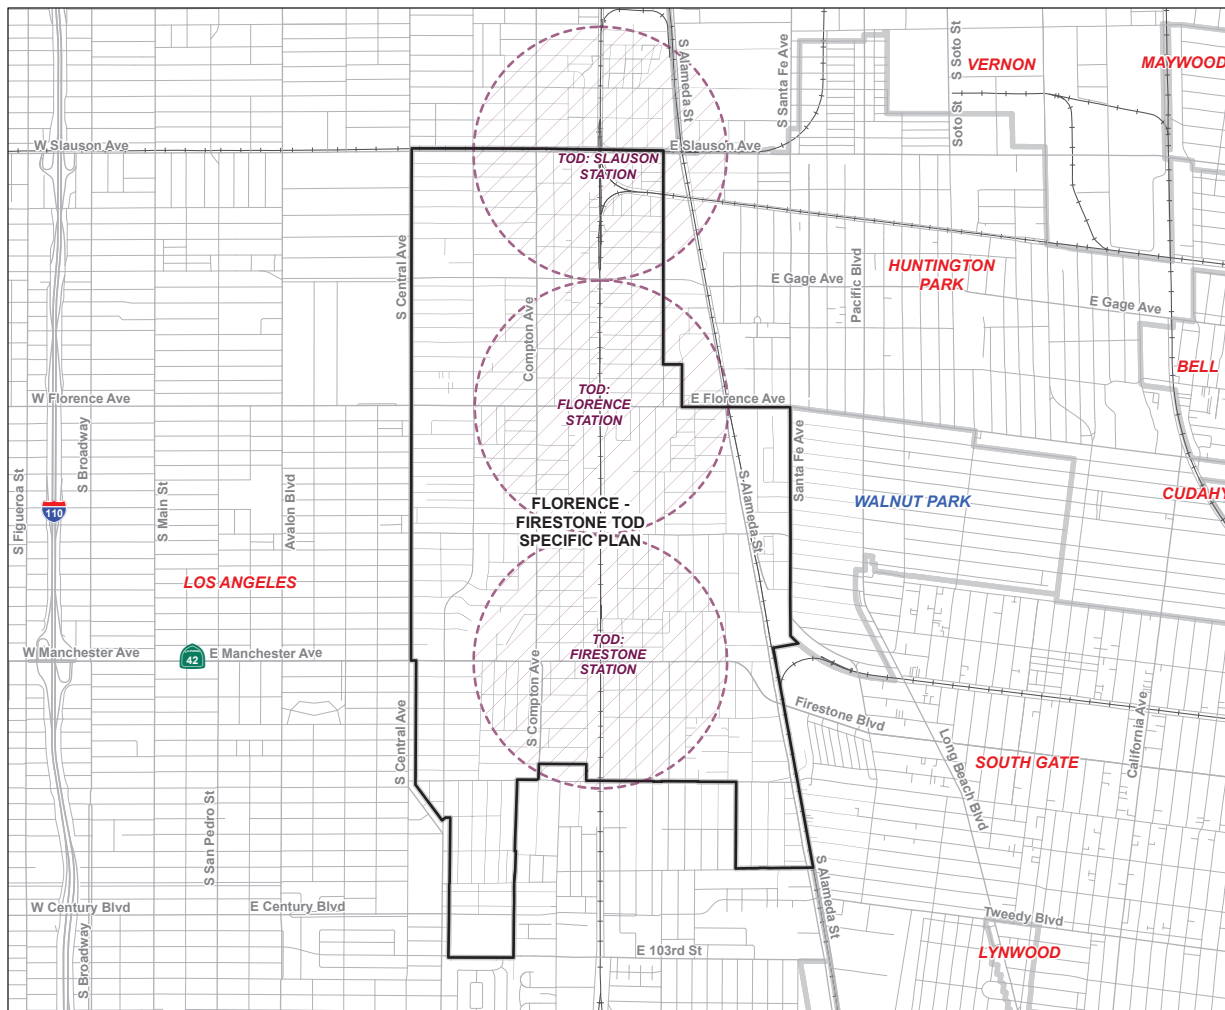 S Soto St
VERNON
MAYWOOD
S Alameda St
S Santa Fe Ave
Soto St
W Slauson Ave
E Slauson Ave
TOD: SLAUSON
STATION
S Central Ave
Compton Ave
E Gage Ave
Pacific Blvd
HUNTINGTON
PARK
E Gage Ave
BELL
W Florence Ave
TOD:
FLORENCE
STATION
E Florence Ave
S Broadway
S Figueroa St
S Main St
Avalon Blvd
110
Santa Fe Ave
S Alameda St
WALNUT PARK
CUDAHY
FLORENCE -
FIRESTONE TOD
SPECIFIC PLAN
LOS ANGELES
W Manchester Ave
42
E Manchester Ave
TOD:
FIRESTONE
STATION
S Central Ave
S Compton Ave
Firestone Blvd
Long Beach Blvd
California Ave
SOUTH GATE
S San Pedro St
W Century Blvd
E Century Blvd
S Alameda St
Tweedy Blvd
S Broadway
E 103rd St
LYNWOOD